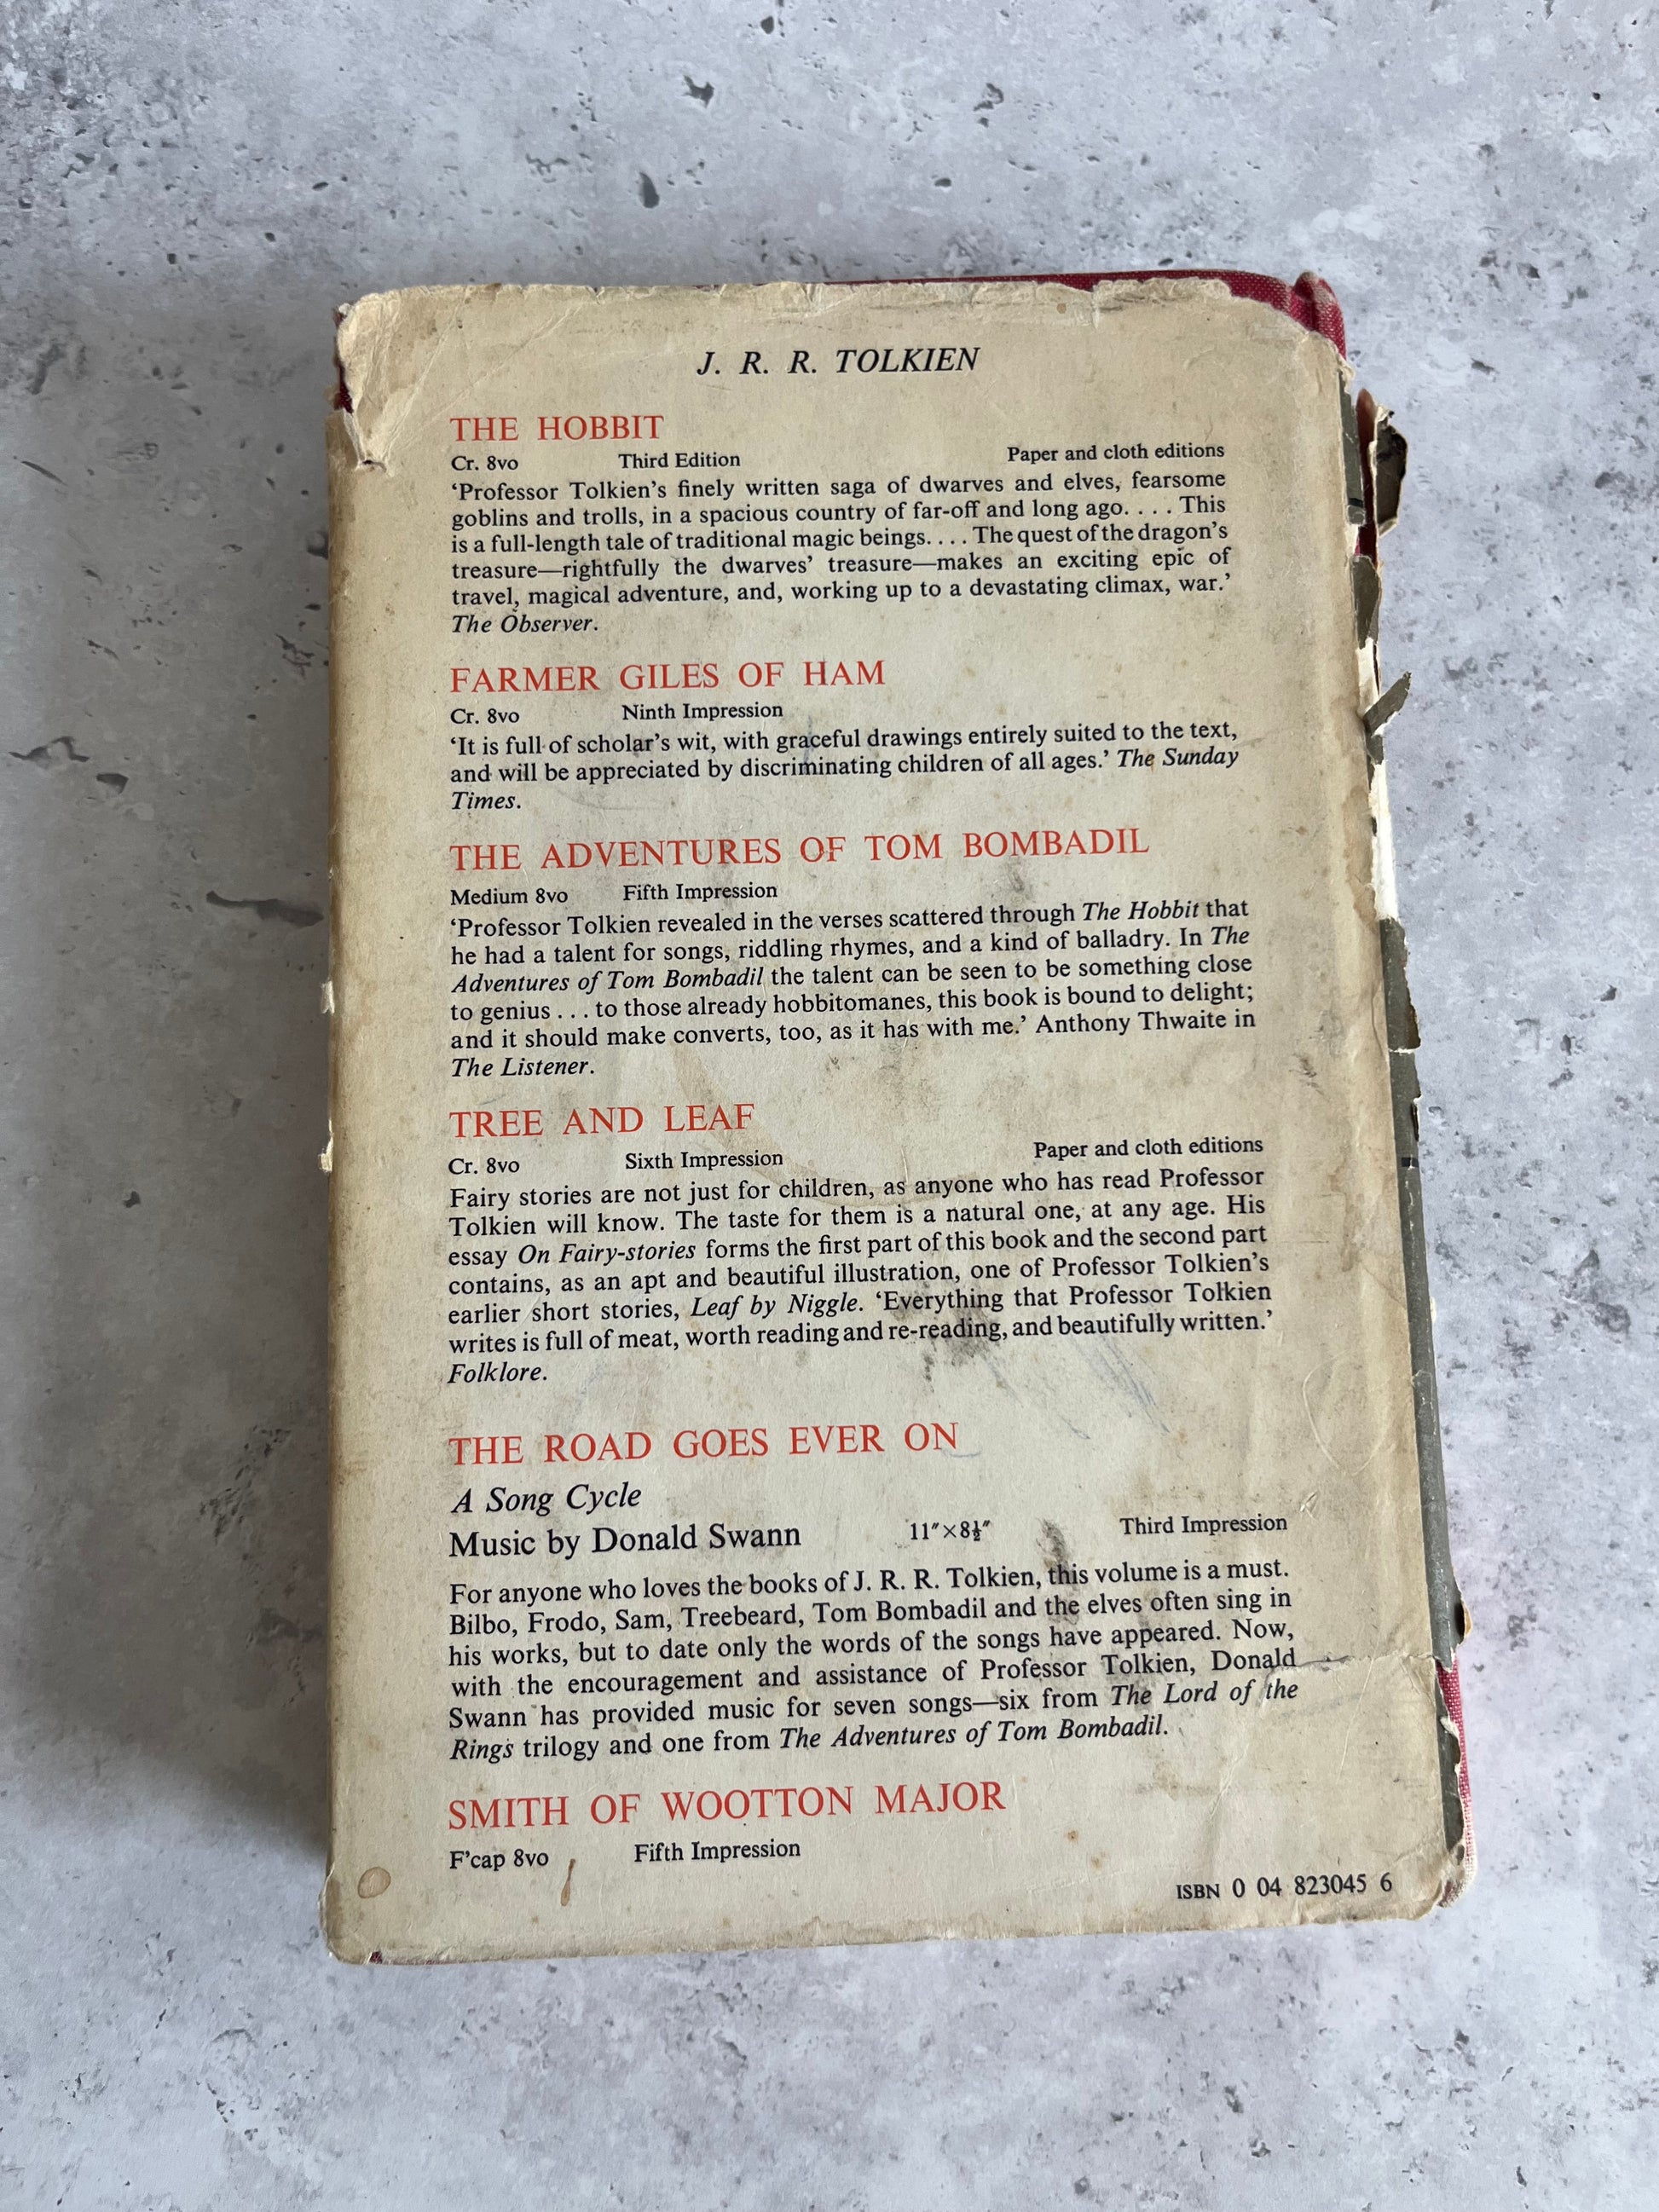 J. R. R. TOLKIEN
THE HOBBIT
Cr. 8vo Third Edition Paper and cloth editions
‘Professor Tolkien’s finely written saga of dwarves and elves, fearsome
goblins and trolls, in a spacious country of far-off and long ago. . . . This
is a full-length tale of traditional magic beings. . . . The quest of the dragon’s
treasure—rightfully the dwarves’ treasure—makes an exciting epic of
travel, magical adventure, and, working up to a devastating climax, war.’
The Observer.
FARMER GILES OF HAM
Cr. 8vo Ninth Impression
‘It is full of scholar’s wit, with graceful drawings entirely suited to the text,
and will be appreciated by discriminating children of all ages.’ The Sunday
Times.
THE ADVENTURES OF TOM BOMBADIL
Medium 8vo Fifth Impression
‘Professor Tolkien revealed in the verses scattered through The Hobbit that
he had a talent for songs, riddling rhymes, and a kind of balladry. In The
Adventures of Tom Bombadil the talent can be seen to be something close
to genius . . . to those already hobbitomanes, this book is bound to delight;
and it should make converts, too, as it has with me.’ Anthony Thwaite in
The Listener.
TREE AND LEAF
Cr. 8vo Sixth Impression Paper and cloth editions
Fairy stories are not just for children, as anyone who has read Professor
Tolkien will know. The taste for them is a natural one, at any age. His
essay On Fairy-stories forms the first part of this book and the second part
contains, as an apt and beautiful illustration, one of Professor Tolkien’s
earlier short stories, Leaf by Niggle. ‘Everything that Professor Tolkien
writes is full of meat, worth reading and re-reading, and beautifully written.’
Folklore.
THE ROAD GOES EVER ON
A Song Cycle
Music by Donald Swann 11″×8½″ Third Impression
For anyone who loves the books of J. R. R. Tolkien, this volume is a must.
Bilbo, Frodo, Sam, Treebeard, Tom Bombadil and the elves often sing in
his works, but to date only the words of the songs have appeared. Now,
with the encouragement and assistance of Professor Tolkien, Donald
Swann has provided music for seven songs—six from The Lord of the
Rings trilogy and one from The Adventures of Tom Bombadil.
SMITH OF WOOTTON MAJOR
F’cap 8vo Fifth Impression
ISBN 0 04 823045 6